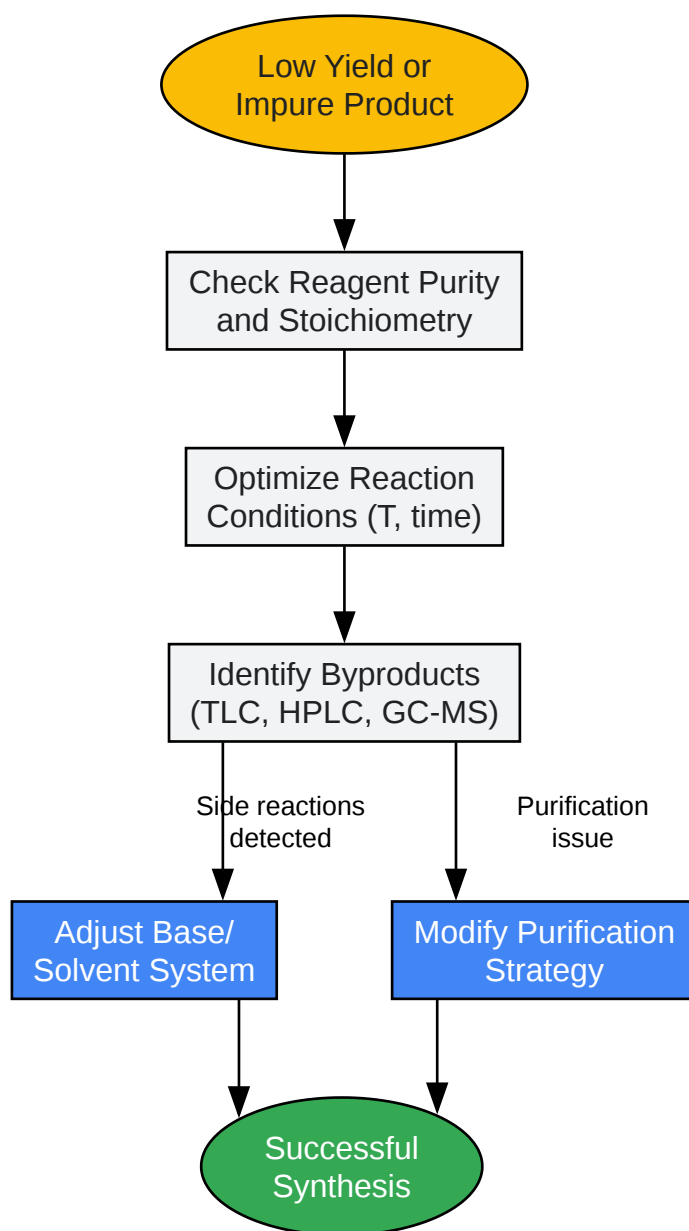 Low Yield or
Impure Product
Check Reagent Purity
and Stoichiometry
Optimize Reaction
Conditions (T, time)
Identify Byproducts
(TLC, HPLC, GC-MS)
Side reactions
detected
Purification
issue
Adjust Base/
Solvent System
Modify Purification
Strategy
Successful
Synthesis